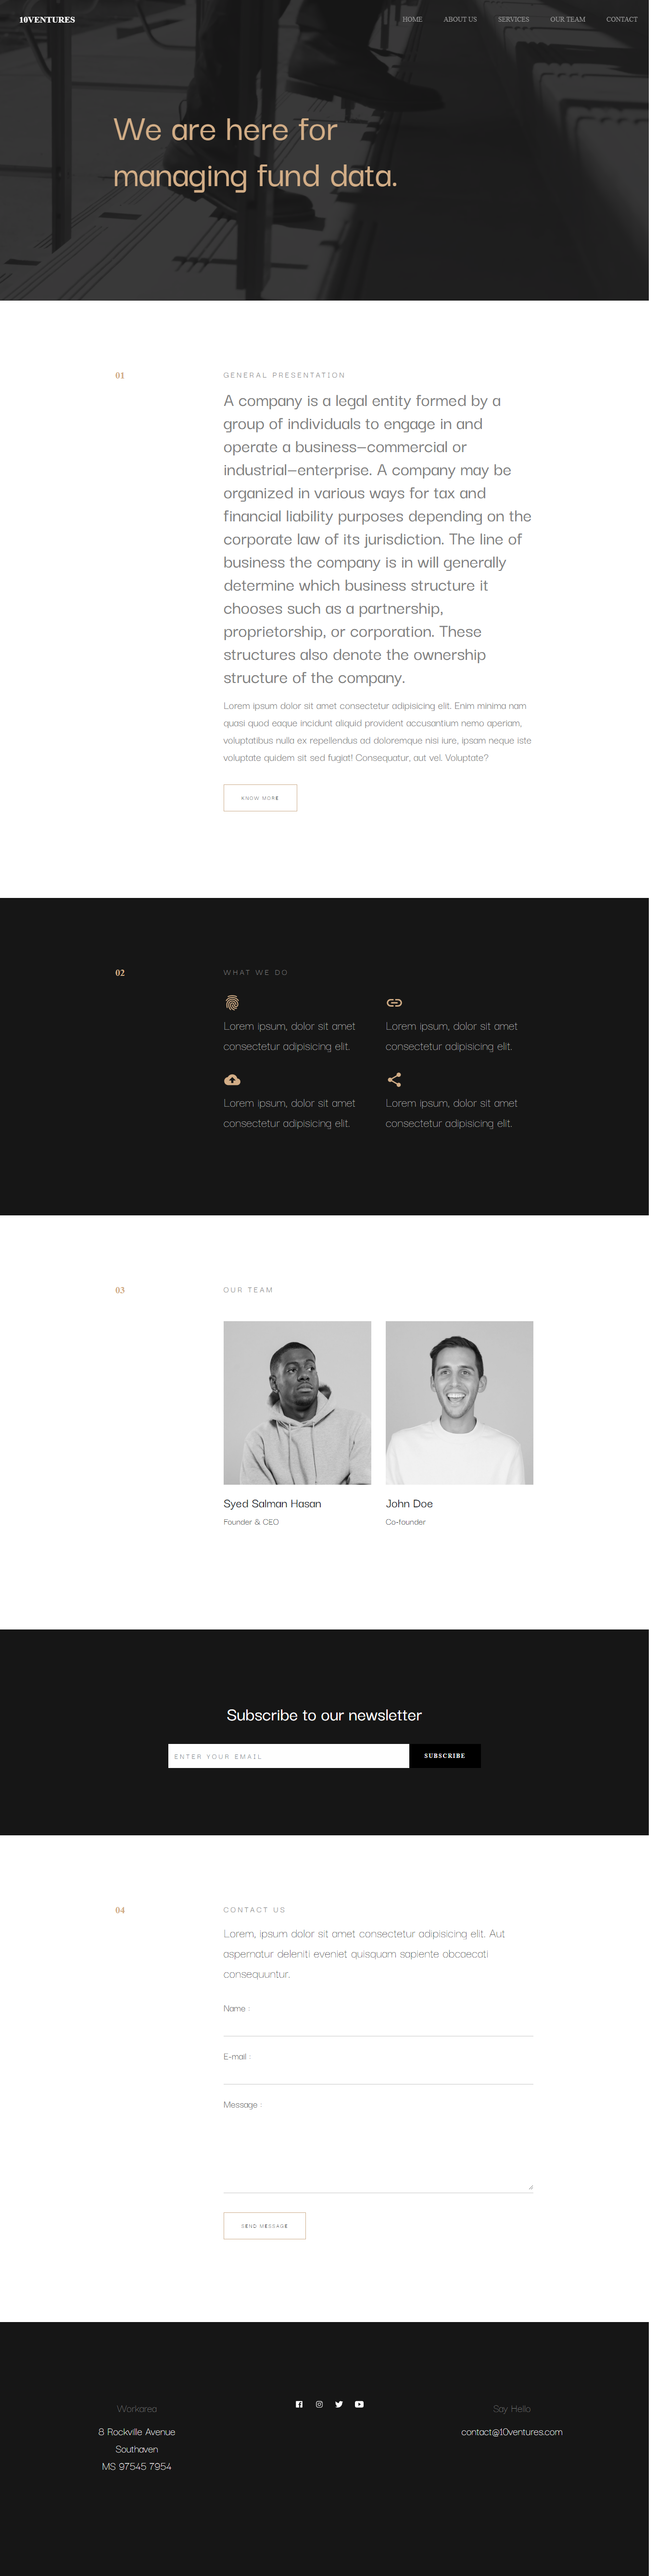 10VENTURES
HOME ABOUT US SERVICES OUR TEAM CONTACT
We are here for
managing fund data.
01
GENERAL PRESENTATION
A company is a legal entity formed by a
group of individuals to engage in and
operate a business—commercial or
industrial—enterprise. A company may be
organized in various ways for tax and
financial liability purposes depending on the
corporate law of its jurisdiction. The line of
business the company is in will generally
determine which business structure it
chooses such as a partnership,
proprietorship, or corporation. These
structures also denote the ownership
structure of the company.
Lorem ipsum dolor sit amet consectetur adipisicing elit. Enim minima nam
quasi quod eaque incidunt aliquid provident accusantium nemo aperiam,
voluptatibus nulla ex repellendus ad doloremque nisi iure, ipsam neque iste
voluptate quidem sit sed fugiat! Consequatur, aut vel. Voluptate?
KNOW MORE
02
WHAT WE DO
Lorem ipsum, dolor sit amet
consectetur adipisicing elit.
Lorem ipsum, dolor sit amet
consectetur adipisicing elit.
Lorem ipsum, dolor sit amet
consectetur adipisicing elit.
Lorem ipsum, dolor sit amet
consectetur adipisicing elit.
03
OUR TEAM
Syed Salman Hasan
Founder & CEO
John Doe
Co-founder
Subscribe to our newsletter
ENTER YOUR EMAIL
SUBSCRIBE
04
CONTACT US
Lorem, ipsum dolor sit amet consectetur adipisicing elit. Aut
aspernatur deleniti eveniet quisquam sapiente obcaecati
consequuntur.
Name :
E-mail :
Message :
SEND MESSAGE
Workarea
8 Rockville Avenue
Southaven
MS 97545 7954
Say Hello
contact@10ventures.com